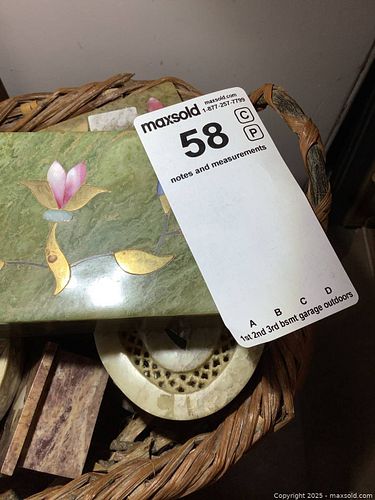 maxsold
maxsold.com
1-877-257-7799
58
C
P
notes and measurements
A B C D
1st 2nd 3rd bsmt garage outdoors
Copyright 2025 - maxsold.com